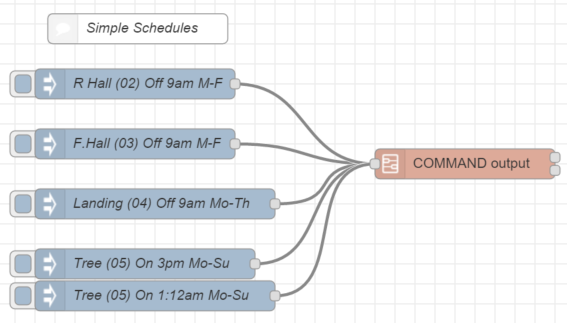 Simple Schedules
R Hall (02) Off 9am M-F
F.Hall (03) Off 9am M-F
COMMAND output
Landing (04) Off 9am Mo-Th
Tree (05) On 3pm Mo-Su
Tree (05) On 1:12am Mo-Su